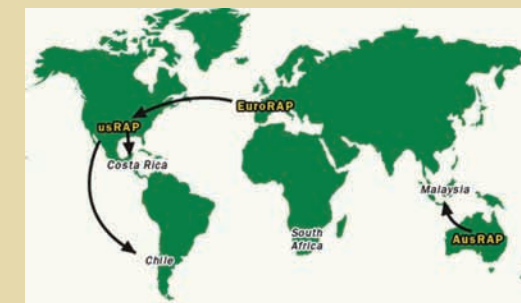 EuroRAP
usRAP
Costa Rica
Malaysia
South
Africa
AusRAP
Chile